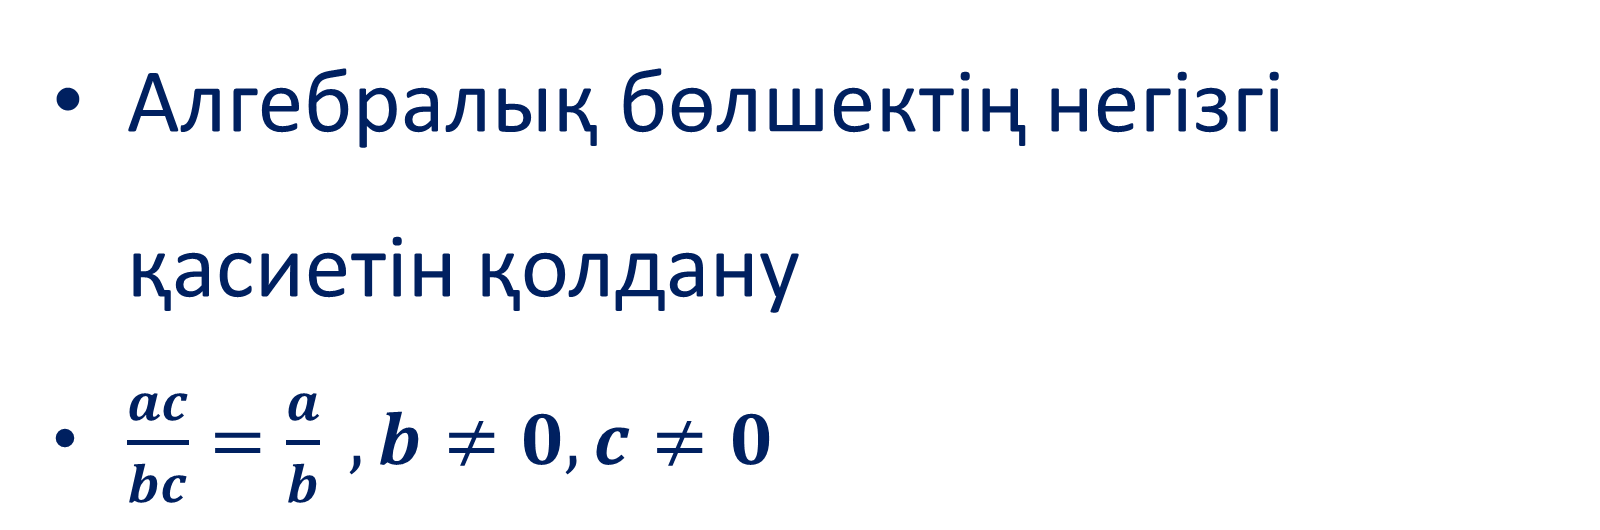 • Алгебралық бөлшектің негізгі
қасиетін қолдану
• ac/bc = a/b , b ≠ 0, c ≠ 0